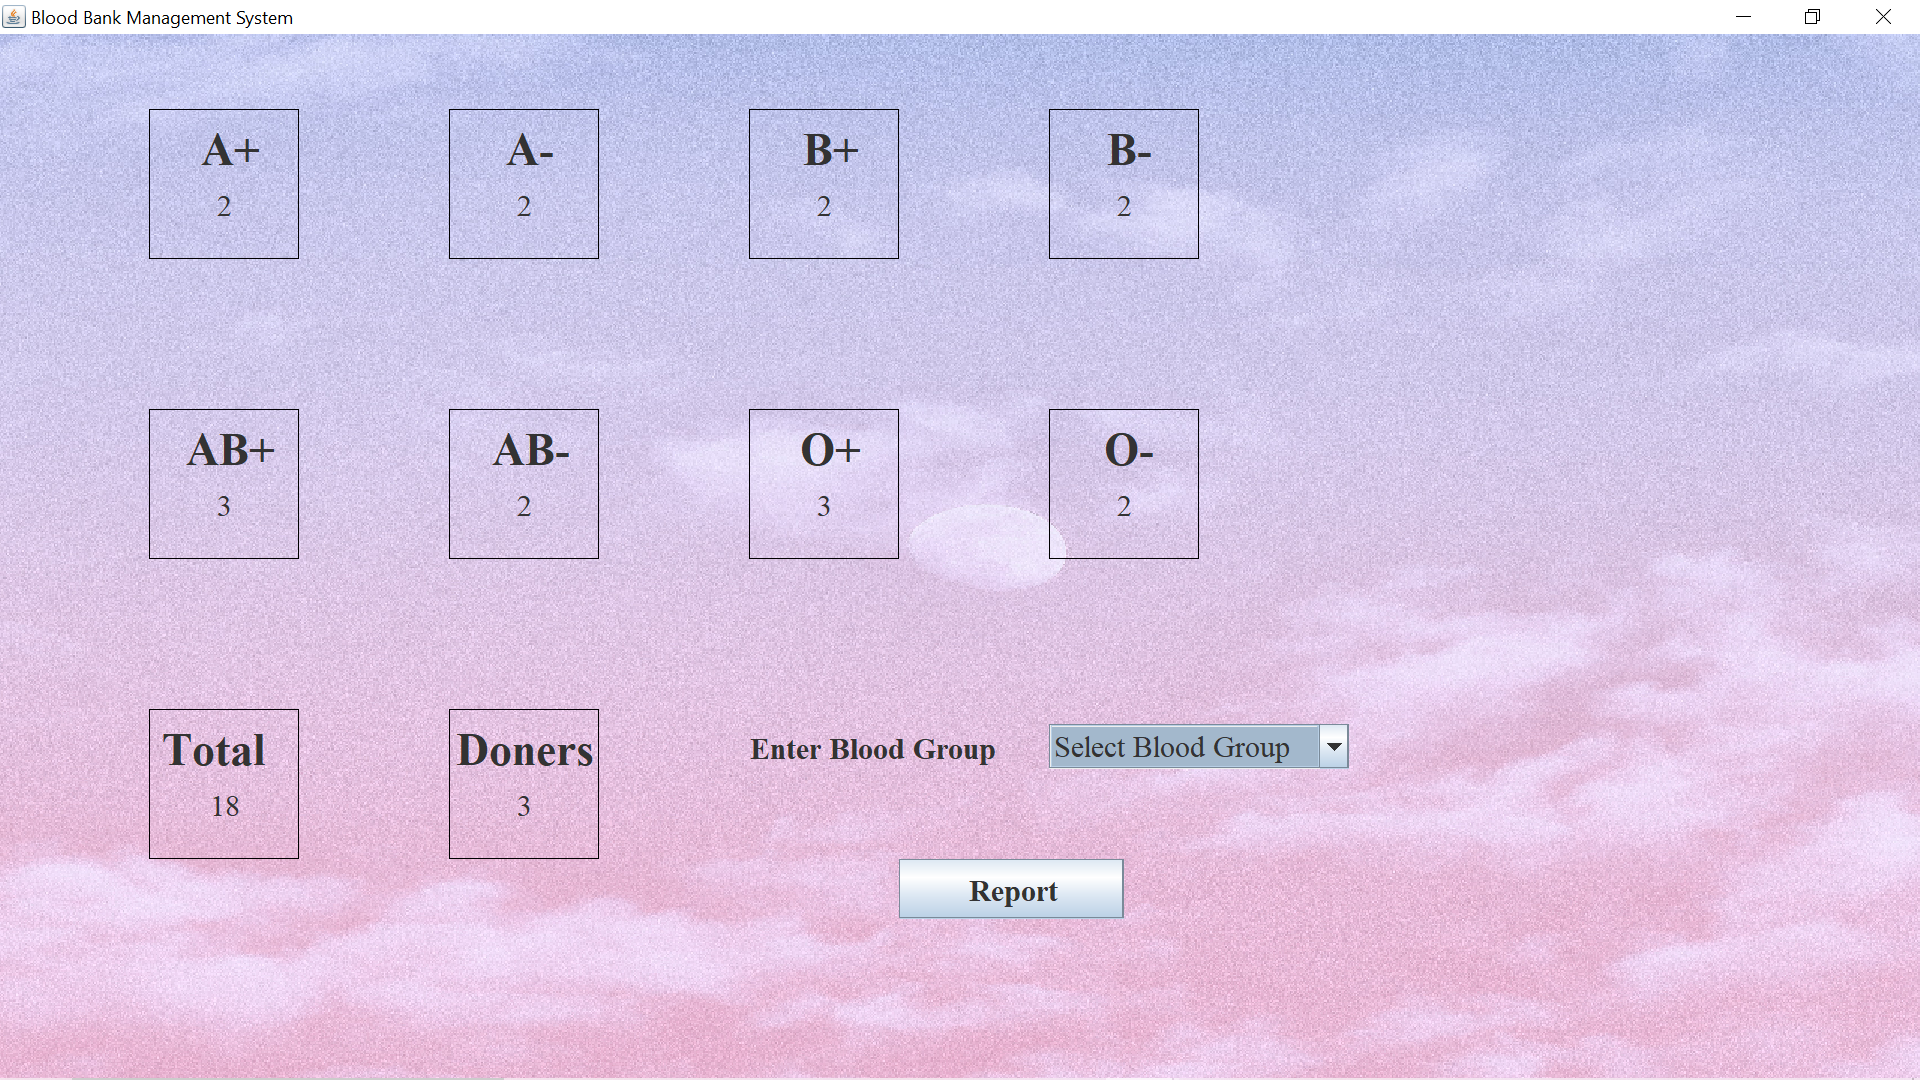 Blood Bank Management System
A+ A- B+ B-
2 2 2 2
AB+ AB- O+ O-
3 2 3 2
Total Doners Enter Blood Group Select Blood Group
18 3
Report